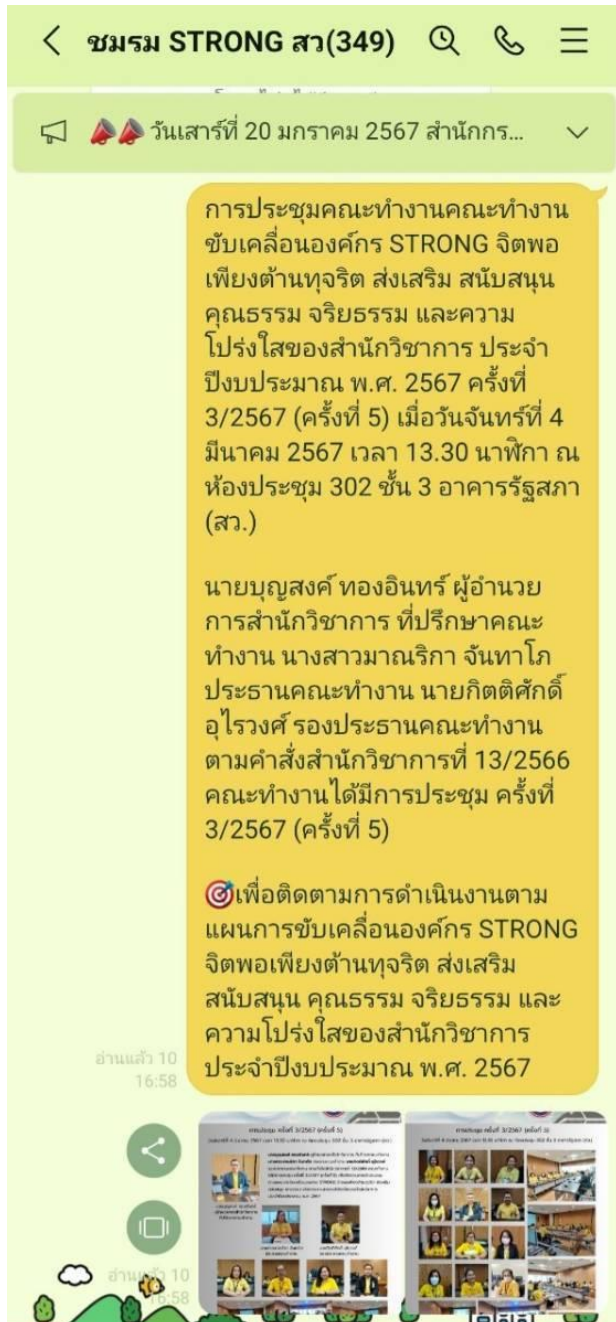 ชมรม STRONG สว(349)
วันเสาร์ที่ 20 มกราคม 2567 สำนักกร...
การประชุมคณะทำงานคณะทำงาน
ขับเคลื่อนองค์กร STRONG จิตพอ
เพียงต้านทุจริต ส่งเสริม สนับสนุน
คุณธรรม จริยธรรม และความ
โปร่งใสของสำนักวิชาการ ประจำ
ปีงบประมาณ พ.ศ. 2567 ครั้งที่
3/2567 (ครั้งที่ 5) เมื่อวันจันทร์ที่ 4
มีนาคม 2567 เวลา 13.30 นาฬิกา ณ
ห้องประชุม 302 ชั้น 3 อาคารรัฐสภา
(สว.)
นายบุญสงค์ ทองอินทร์ ผู้อำนวย
การสำนักวิชาการ ที่ปรึกษาคณะ
ทำงาน นางสาวมาณริกา จันทาโภ
ประธานคณะทำงาน นายกิตติศักดิ์
อุไรวงศ์ รองประธานคณะทำงาน
ตามคำสั่งสำนักวิชาการที่ 13/2566
คณะทำงานได้มีการประชุม ครั้งที่
3/2567 (ครั้งที่ 5)
🎯เพื่อติดตามการดำเนินงานตาม
แผนการขับเคลื่อนองค์กร STRONG
จิตพอเพียงต้านทุจริต ส่งเสริม
สนับสนุน คุณธรรม จริยธรรม และ
ความโปร่งใสของสำนักวิชาการ
ประจำปีงบประมาณ พ.ศ. 2567
อ่านแล้ว 10
16:58
การประชุม ครั้งที่ 3/2567 (ครั้งที่ 5)
อ่านแล้ว 10
16:58